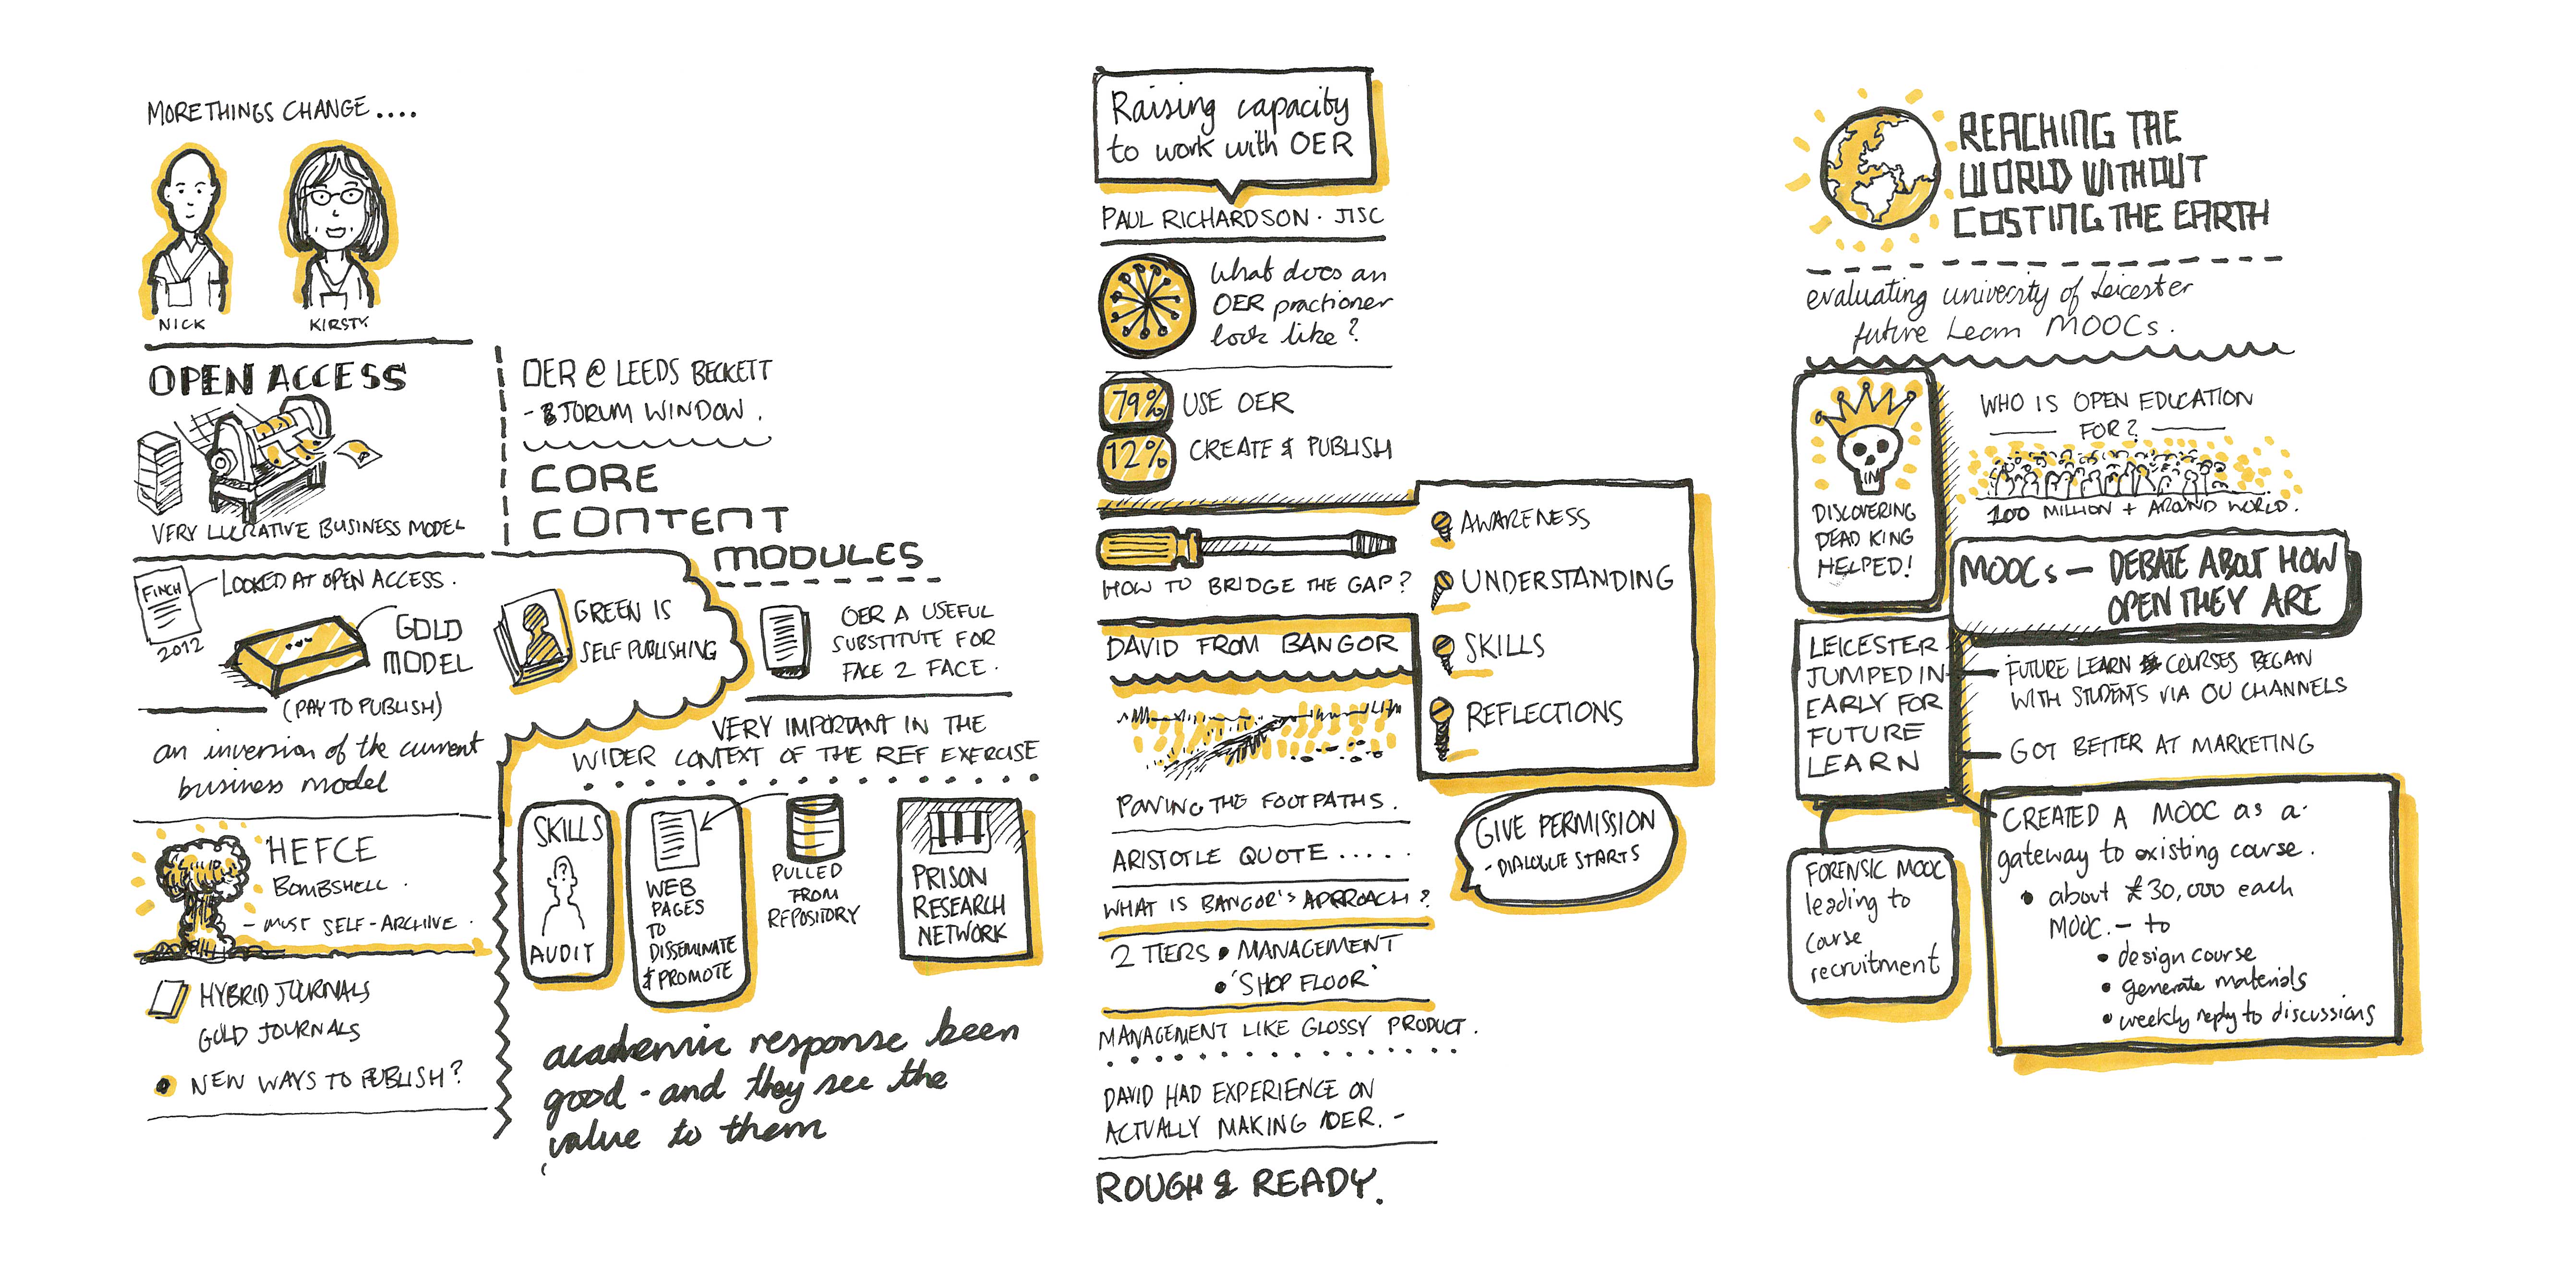 MORE THINGS CHANGE....
NICK
KIRSTY
OPEN ACCESS
VERY LUCRATIVE BUSINESS MODEL
FINCH
2012
LOOKED AT OPEN ACCESS.
GOLD
MODEL
(PAY TO PUBLISH)
an inversion of the current
business model
HEFCE
BOMBSHELL.
- MUST SELF-ARCHIVE.
HYBRID JOURNALS
GOLD JOURNALS
NEW WAYS TO PUBLISH?
OER @ LEEDS BECKETT
- JORUM WINDOW.
CORE
CONTENT
MODULES
GREEN IS
SELF PUBLISHING
OER A USEFUL
SUBSTITUTE FOR
FACE 2 FACE.
VERY IMPORTANT IN THE
WIDER CONTEXT OF THE REF EXERCISE
SKILLS
?
AUDIT
WEB
PAGES
TO
DISSEMINATE
& PROMOTE
PULLED
FROM
REPOSITORY
PRISON
RESEARCH
NETWORK
academic response been
good - and they see the
value to them
Raising capacity
to work with OER
PAUL RICHARDSON · JISC
What does an
OER practioner
look like?
79% USE OER
12% CREATE & PUBLISH
HOW TO BRIDGE THE GAP?
AWARENESS
UNDERSTANDING
SKILLS
REFLECTIONS
GIVE PERMISSION
- DIALOGUE STARTS
DAVID FROM BANGOR
PAVING THE FOOTPATHS.
ARISTOTLE QUOTE.....
WHAT IS BANGOR'S APPROACH?
2 TIERS • MANAGEMENT
• 'SHOP FLOOR'
MANAGEMENT LIKE GLOSSY PRODUCT.
DAVID HAD EXPERIENCE ON
ACTUALLY MAKING OER. -
ROUGH & READY.
REACHING THE
WORLD WITHOUT
COSTING THE EARTH
evaluating univecsity of Leicester
future Learn MOOCs.
DISCOVERING
DEAD KING
HELPED!
WHO IS OPEN EDUCATION
FOR?
100 MILLION + AROUND WORLD.
MOOCs — DEBATE ABOUT HOW
OPEN THEY ARE
LEICESTER
JUMPED IN
EARLY FOR
FUTURE
LEARN
FUTURE LEARN COURSES BEGAN
WITH STUDENTS VIA OU CHANNELS
GOT BETTER AT MARKETING
FORENSIC MOOC
leading to
course
recruitment
CREATED A MOOC as a
gateway to existing course.
• about £30,000 each
MOOC. - to
• design course
• generate materials
• weekly reply to discussions